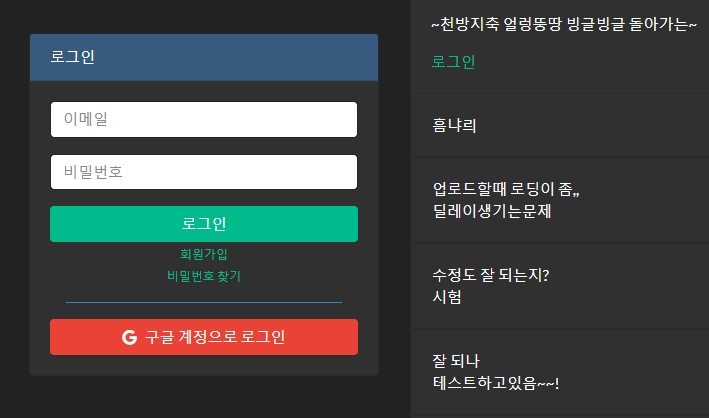 로그인
이메일
비밀번호
로그인
회원가입
비밀번호 찾기
G 구글 계정으로 로그인
~천방지축 얼렁뚱땅 빙글빙글 돌아가는~
로그인
흠냐릐
업로드할때 로딩이 좀,,
딜레이생기는문제
수정도 잘 되는지?
시험
잘 되나
테스트하고있음~~!